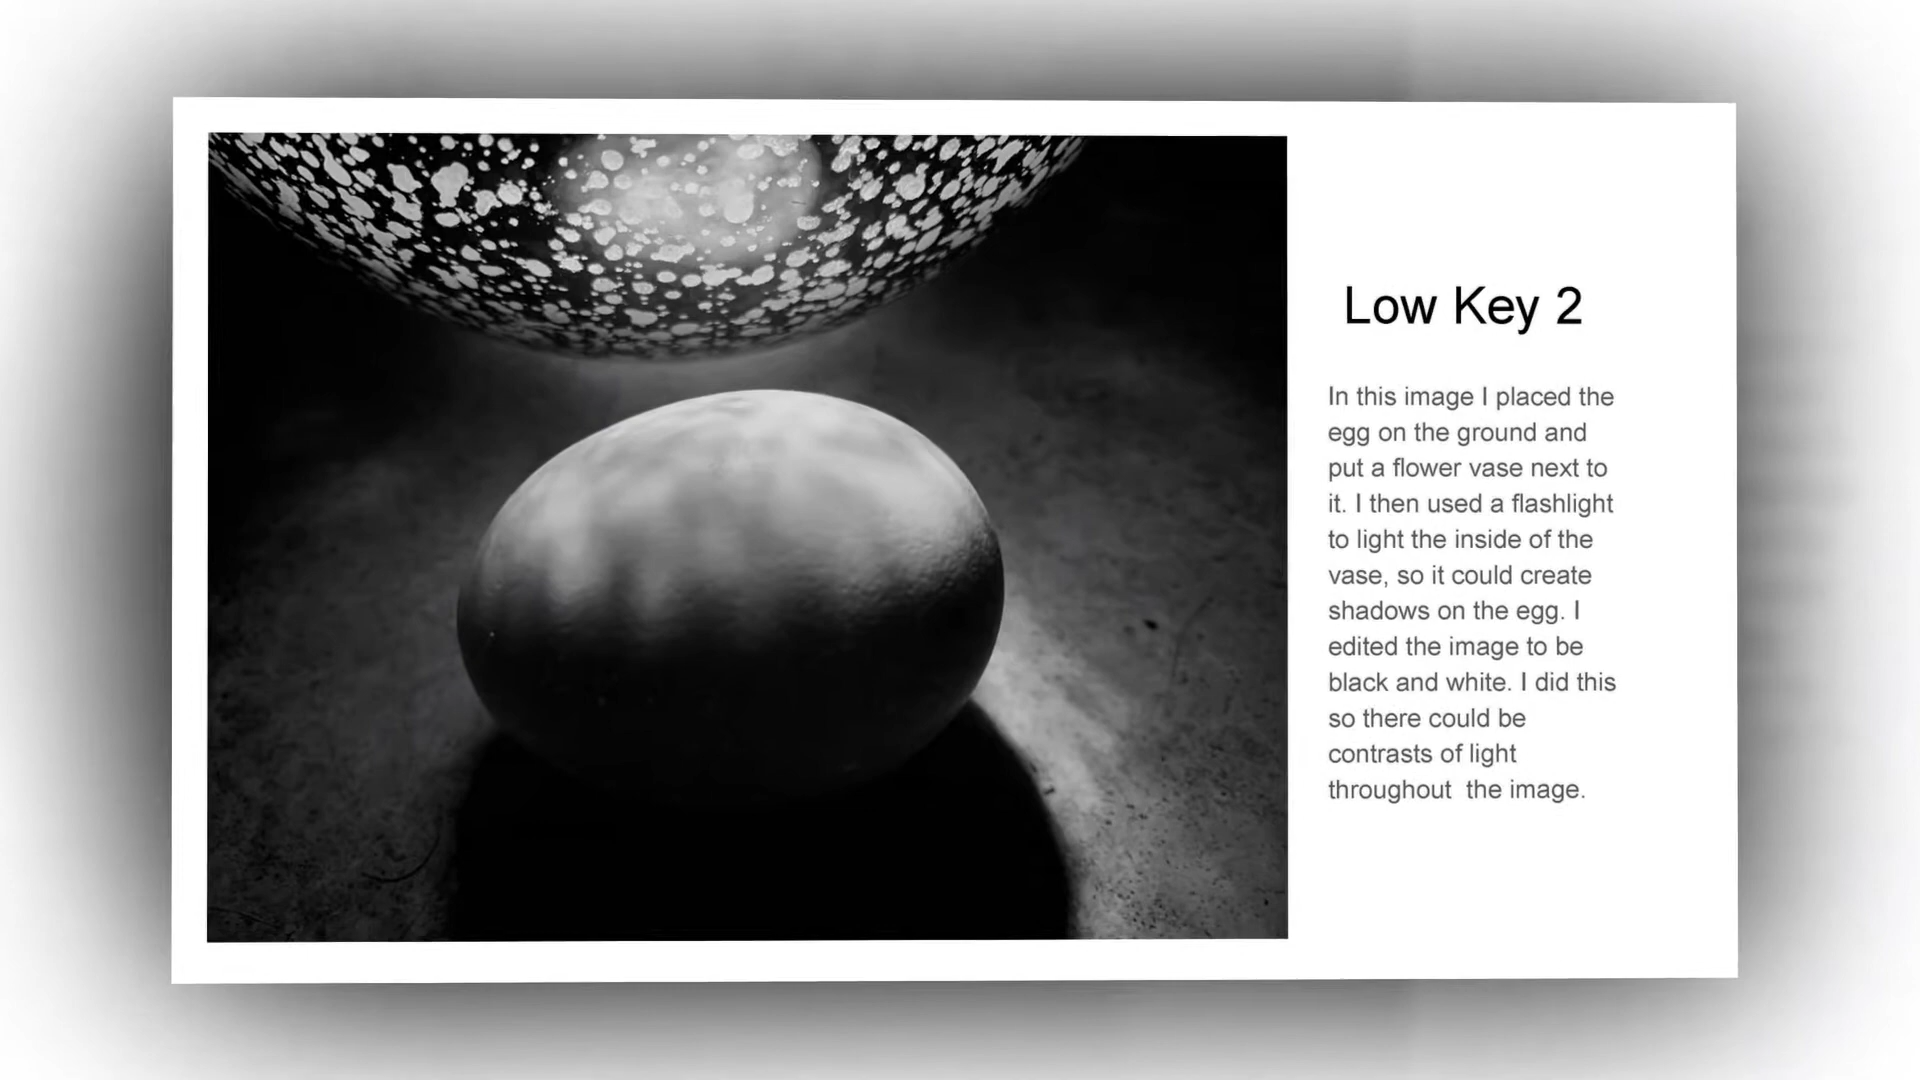 Low Key 2
In this image I placed the
egg on the ground and
put a flower vase next to
it. I then used a flashlight
to light the inside of the
vase, so it could create
shadows on the egg. I
edited the image to be
black and white. I did this
so there could be
contrasts of light
throughout  the image.